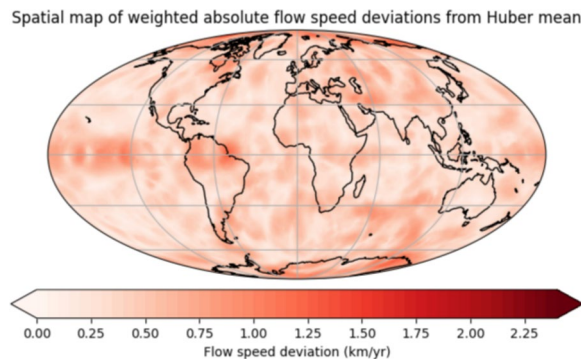 Spatial map of weighted absolute flow speed deviations from Huber mean
0.00 0.25 0.50 0.75 1.00 1.25 1.50 1.75 2.00 2.25
Flow speed deviation (km/yr)